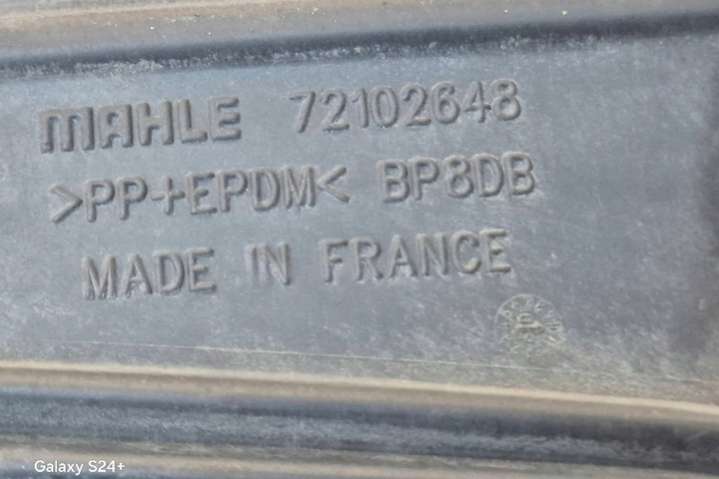 MAHLE 72102648
>PP+EPDM< BP8DB
MADE IN FRANCE
Galaxy S24+